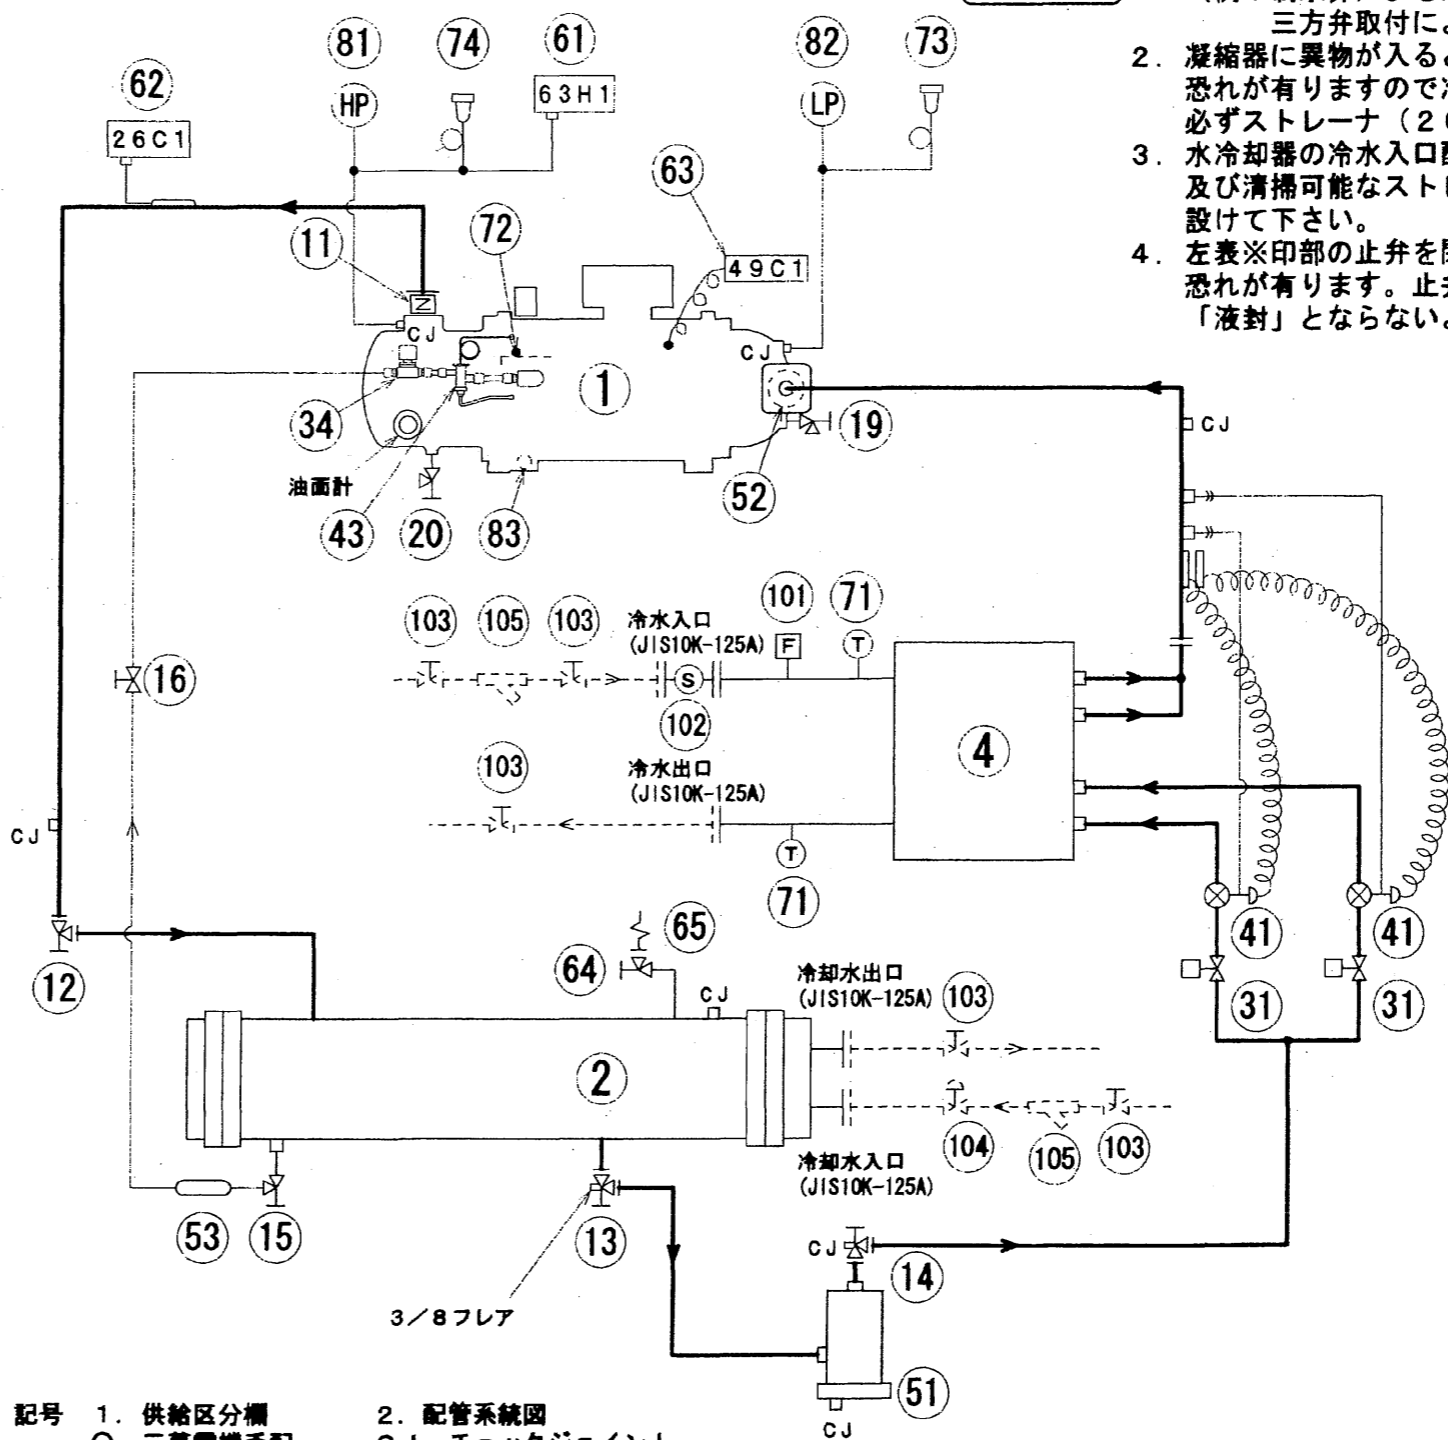 三方弁取付によ
2. 凝縮器に異物が入ると
恐れが有りますので冷
必ずストレーナ(20
3. 水冷却器の冷水入口配
及び清掃可能なストレ
設けて下さい。
4. 左表※印部の止弁を閉
恐れが有ります。止弁
「液封」とならないよ
81
74
61
82
73
62
HP
63H1
LP
26C1
63
11
72
49C1
CJ
CJ
1
34
19
CJ
油面計
43
20
83
52
103
105
103
冷水入口
(JIS10K-125A)
101
71
F
T
16
S
102
4
103
冷水出口
(JIS10K-125A)
CJ
T
71
65
41
41
12
64
冷却水出口
(JIS10K-125A)
103
CJ
31
31
2
104
105
103
冷却水入口
(JIS10K-125A)
53
15
13
CJ
14
3/8フレア
51
CJ
記号 1. 供給区分欄 2. 配管系統図